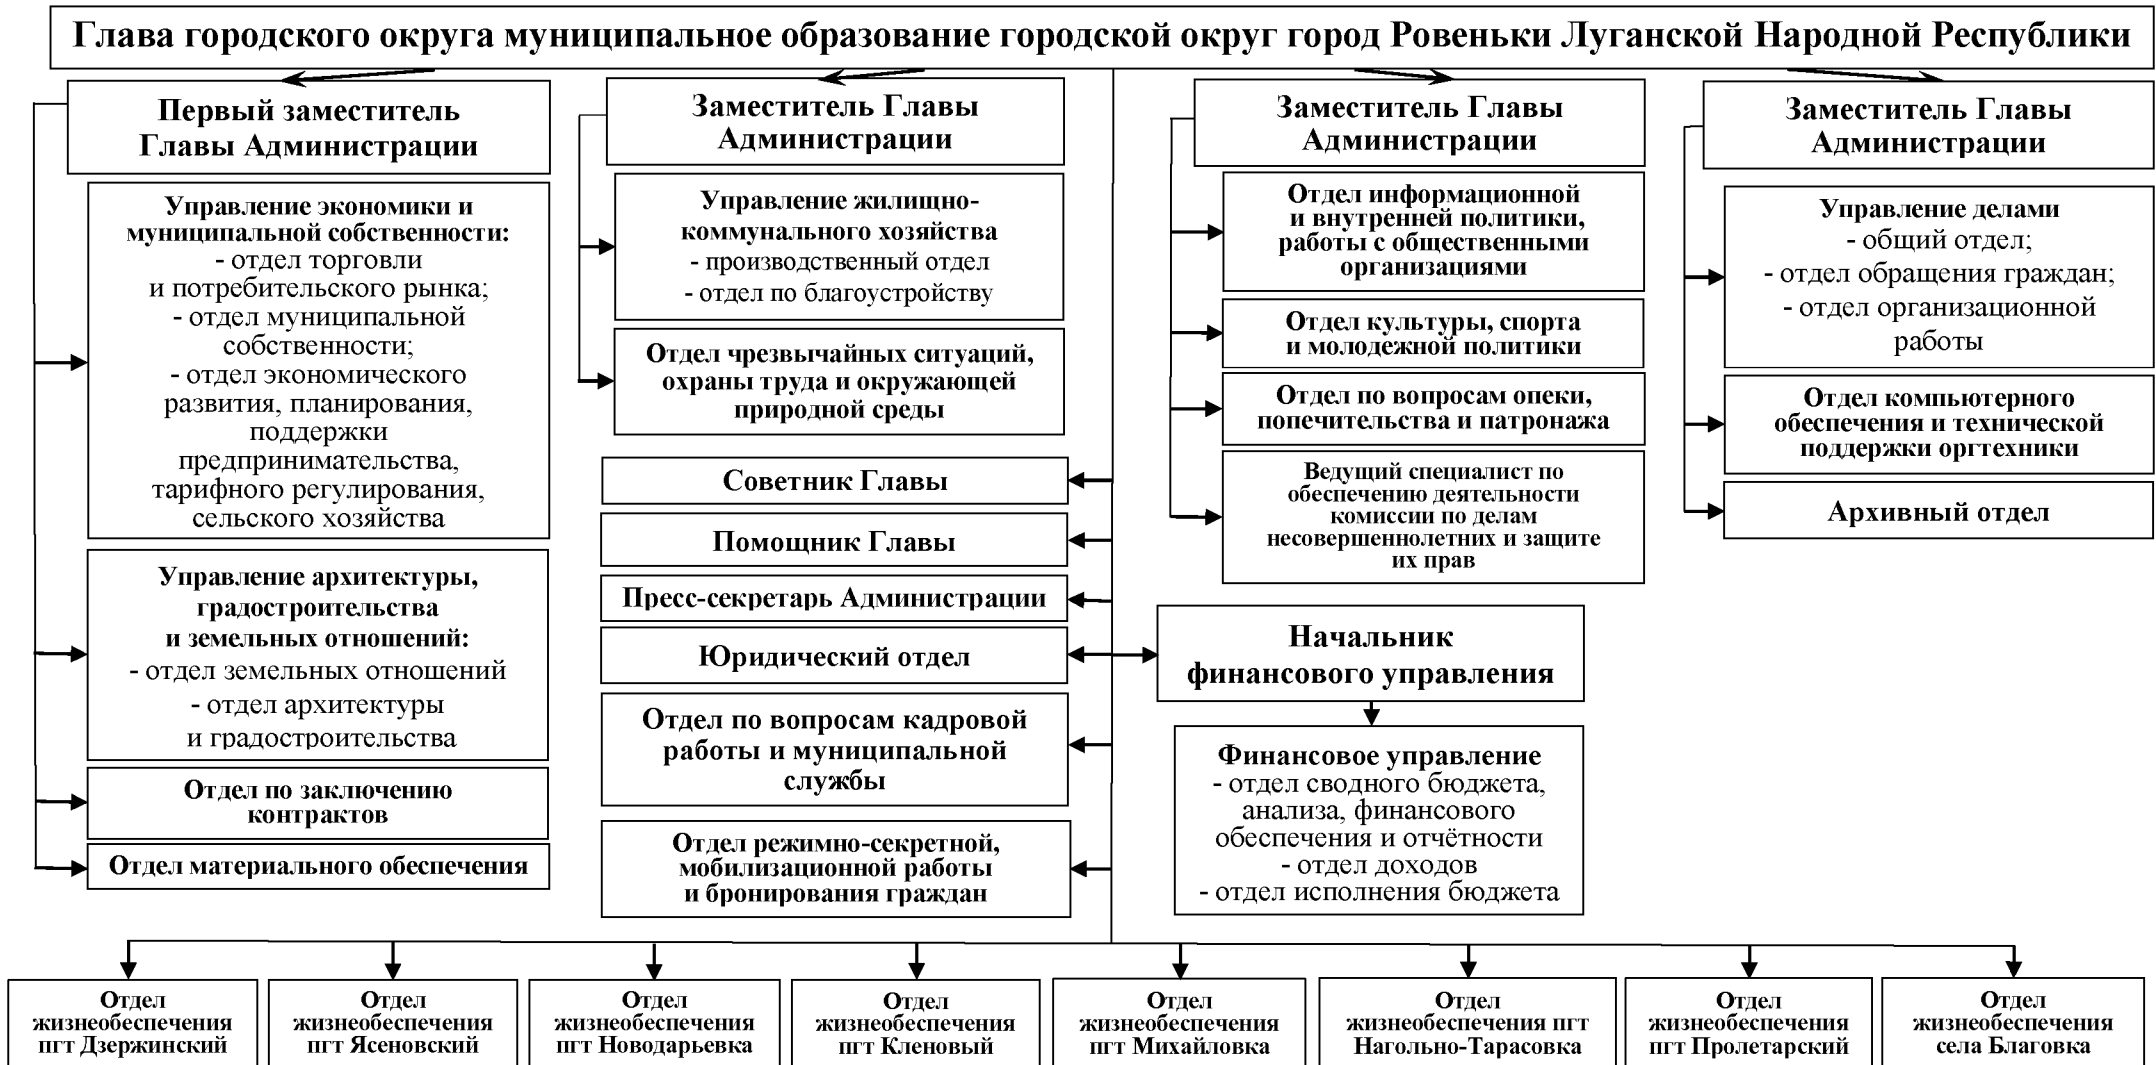 Глава городского округа муниципальное образование городской округ город Ровеньки Луганской Народной Республики
Первый заместитель
Главы Администрации
Управление экономики и
муниципальной собственности:
- отдел торговли
и потребительского рынка;
- отдел муниципальной
собственности;
- отдел экономического
развития, планирования,
поддержки
предпринимательства,
тарифного регулирования,
сельского хозяйства
Управление архитектуры,
градостроительства
и земельных отношений:
- отдел земельных отношений
- отдел архитектуры
и градостроительства
Отдел по заключению
контрактов
Отдел материального обеспечения
Заместитель Главы
Администрации
Управление жилищно-
коммунального хозяйства
- производственный отдел
- отдел по благоустройству
Отдел чрезвычайных ситуаций,
охраны труда и окружающей
природной среды
Советник Главы
Помощник Главы
Пресс-секретарь Администрации
Юридический отдел
Отдел по вопросам кадровой
работы и муниципальной
службы
Отдел режимно-секретной,
мобилизационной работы
и бронирования граждан
Заместитель Главы
Администрации
Отдел информационной
и внутренней политики,
работы с общественными
организациями
Отдел культуры, спорта
и молодежной политики
Отдел по вопросам опеки,
попечительства и патронажа
Ведущий специалист по
обеспечению деятельности
комиссии по делам
несовершеннолетних и защите
их прав
Начальник
финансового управления
Финансовое управление
- отдел сводного бюджета,
анализа, финансового
обеспечения и отчётности
- отдел доходов
- отдел исполнения бюджета
Заместитель Главы
Администрации
Управление делами
- общий отдел;
- отдел обращения граждан;
- отдел организационной
работы
Отдел компьютерного
обеспечения и технической
поддержки оргтехники
Архивный отдел
Отдел
жизнеобеспечения
пгт Дзержинский
Отдел
жизнеобеспечения
пгт Ясеновский
Отдел
жизнеобеспечения
пгт Новодарьевка
Отдел
жизнеобеспечения
пгт Кленовый
Отдел
жизнеобеспечения
пгт Михайловка
Отдел
жизнеобеспечения пгт
Нагольно-Тарасовка
Отдел
жизнеобеспечения
пгт Пролетарский
Отдел
жизнеобеспечения
села Благовка